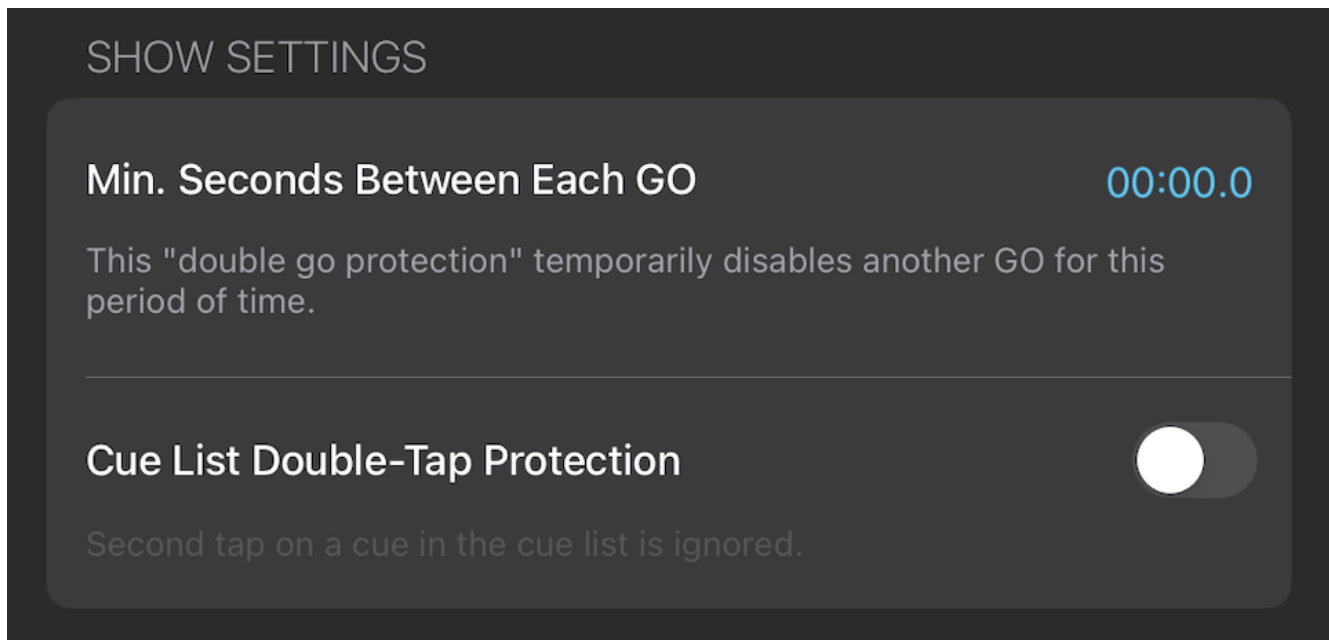 SHOW SETTINGS
Min. Seconds Between Each GO
00:00.0
This "double go protection" temporarily disables another GO for this
period of time.
Cue List Double-Tap Protection
Second tap on a cue in the cue list is ignored.